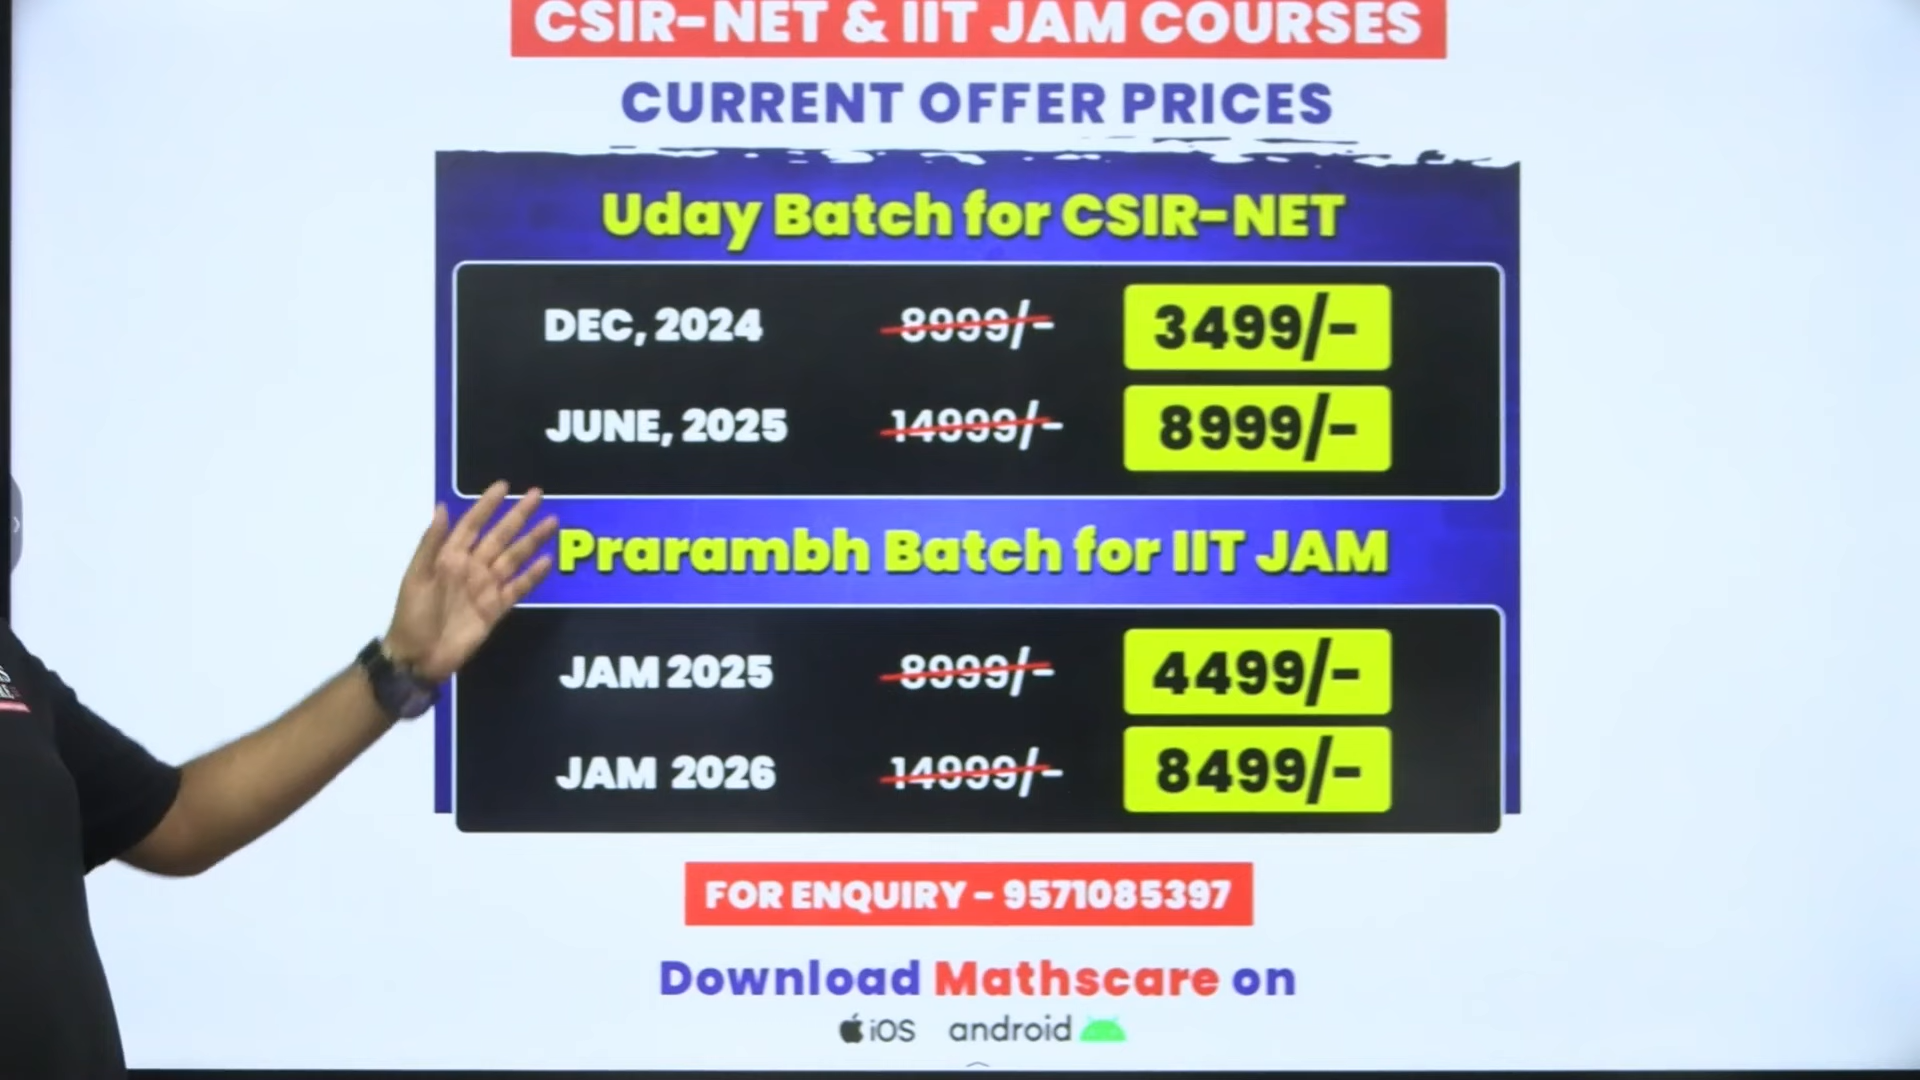 CSIR-NET & IIT JAM COURSES
CURRENT OFFER PRICES
Uday Batch for CSIR-NET
DEC, 2024 8999/- 3499/-
JUNE, 2025 14999/- 8999/-
Prarambh Batch for IIT JAM
JAM 2025 8999/- 4499/-
JAM 2026 14999/- 8499/-
FOR ENQUIRY - 9571085397
Download Mathscare on
iOS android